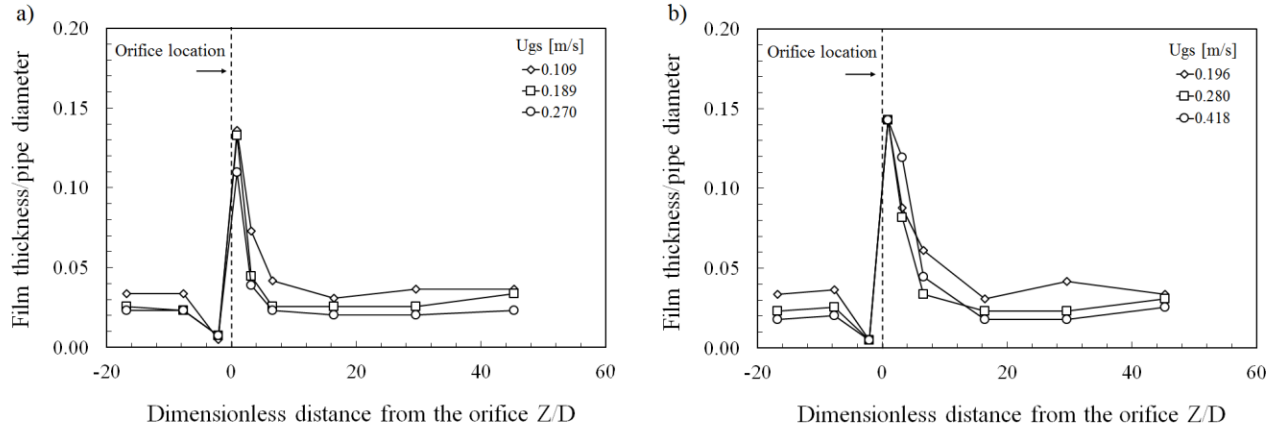 a)
Film thickness/pipe diameter
0.20
0.15
0.10
0.05
0.00
Orifice location
Ugs [m/s]
0.109
0.189
0.270
-20
0
20
40
60
Dimensionless distance from the orifice Z/D
b)
Film thickness/pipe diameter
0.20
0.15
0.10
0.05
0.00
Orifice location
Ugs [m/s]
0.196
0.280
0.418
-20
0
20
40
60
Dimensionless distance from the orifice Z/D